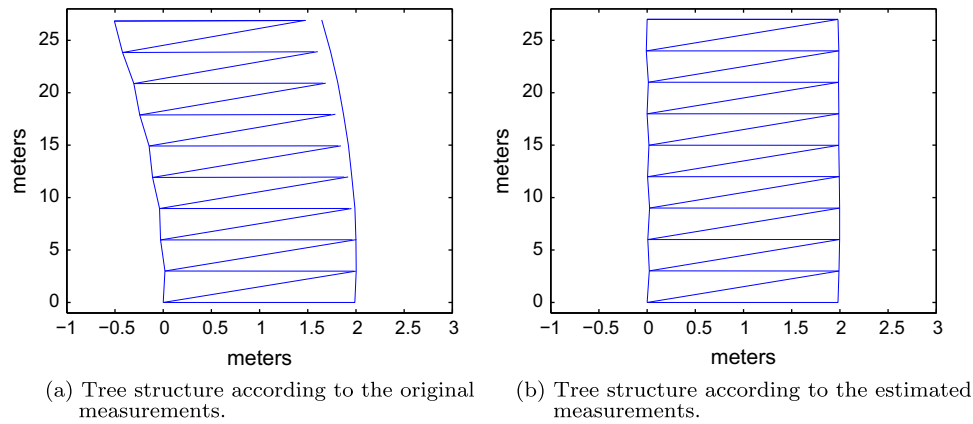 25
20
15
10
5
0
meters
−1 −0.5 0 0.5 1 1.5 2 2.5 3
meters
(a) Tree structure according to the original
measurements.
25
20
15
10
5
0
meters
−1 −0.5 0 0.5 1 1.5 2 2.5 3
meters
(b) Tree structure according to the estimated
measurements.